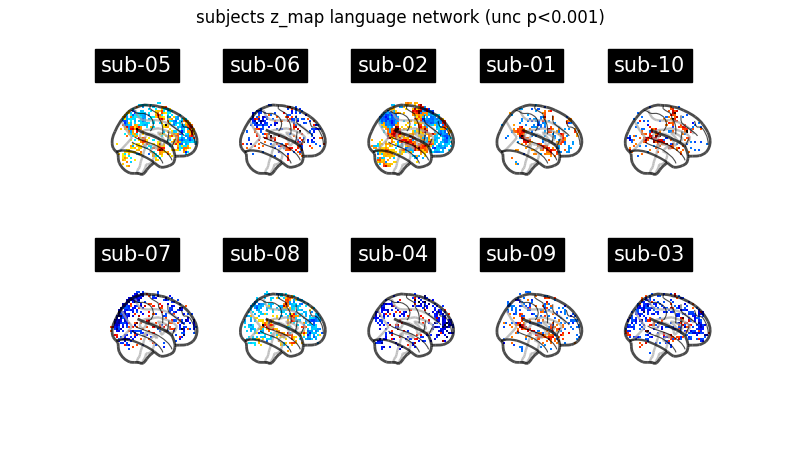 subjects z_map language network (unc p<0.001)
sub-05
sub-06
sub-02
sub-01
sub-10
sub-07
sub-08
sub-04
sub-09
sub-03